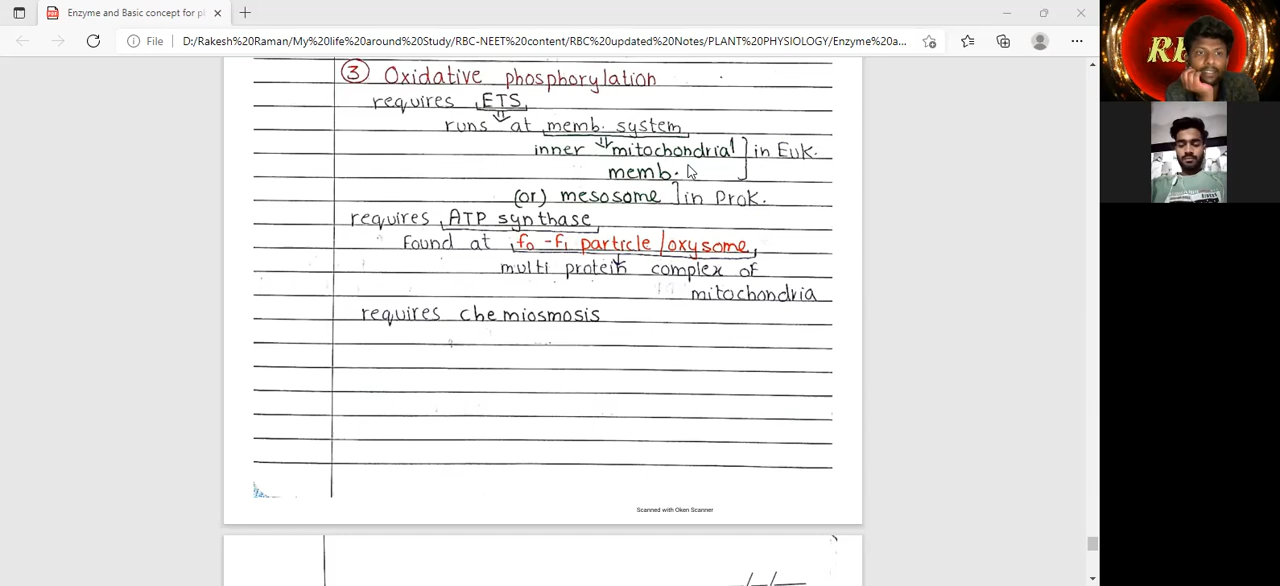 Enzyme and Basic concept for pl
File
D:/Rakesh%20Raman/My%20life%20around%20Study/RBC-NEET%20content/RBC%20updated%20Notes/PLANT%20PHYSIOLOGY/Enzyme%20a...
③ Oxidative phosphorylation
requires ETS
runs at memb. system
inner mitochondrial ] in Euk.
memb.
(or) mesosome ] in Prok.
requires ATP synthase
Found at f₀ -F₁ particle/oxysome
multi protein complex of
mitochondria
requires chemiosmosis
Scanned with Oken Scanner